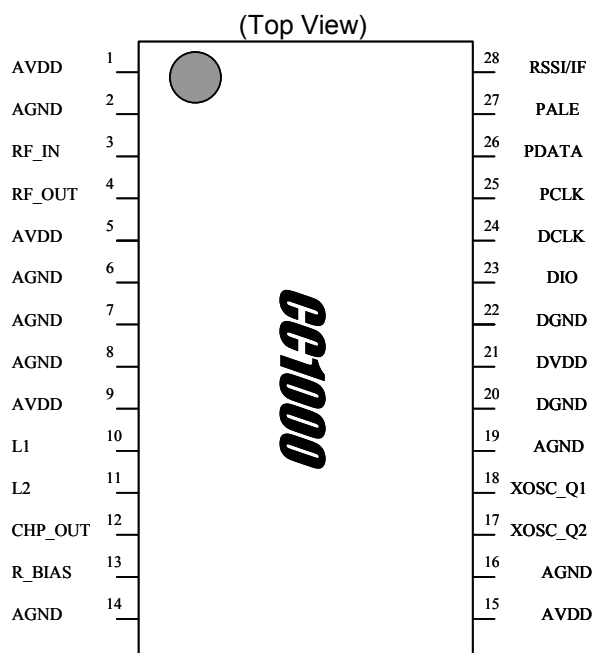 (Top View)
AVDD 1 28 RSSI/IF
AGND 2 27 PALE
RF_IN 3 26 PDATA
RF_OUT 4 25 PCLK
AVDD 5 24 DCLK
AGND 6 23 DIO
AGND 7 22 DGND
AGND 8 21 DVDD
AVDD 9 20 DGND
L1 10 19 AGND
L2 11 18 XOSC_Q1
CHP_OUT 12 17 XOSC_Q2
R_BIAS 13 16 AGND
AGND 14 15 AVDD
CC1000